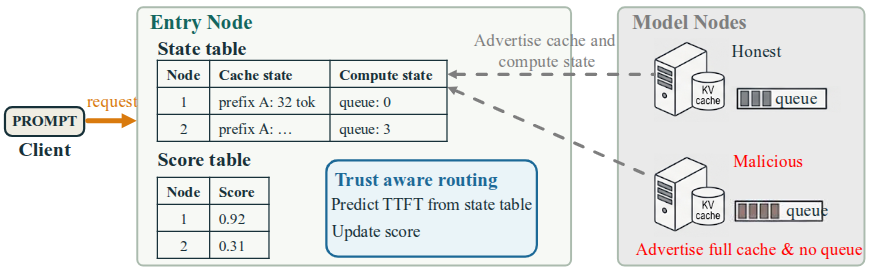 Entry Node
State table
Node Cache state Compute state
1 prefix A: 32 tok queue: 0
2 prefix A: … queue: 3
Score table
Node Score
1 0.92
2 0.31
Trust aware routing
Predict TTFT from state table
Update score
PROMPT
Client
request
Advertise cache and
compute state
Model Nodes
Honest
KV
cache
queue
Malicious
KV
cache
queue
Advertise full cache & no queue